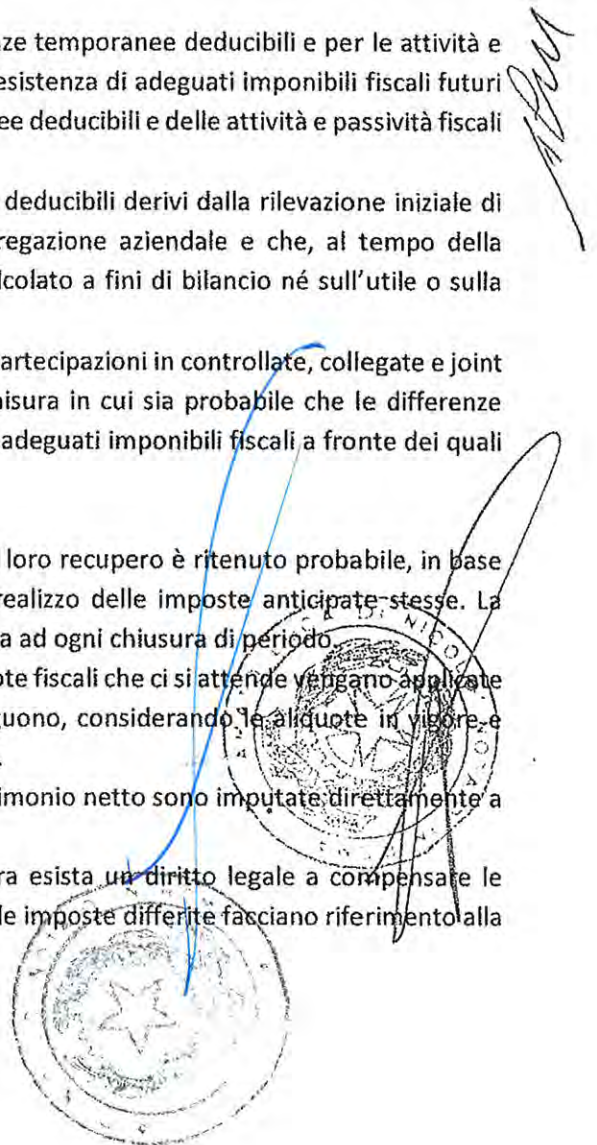 ze temporanee deducibili e per le attività e
esistenza di adeguati imponibili fiscali futuri
ee deducibili e delle attività e passività fiscali
deducibili derivi dalla rilevazione iniziale di
regazione aziendale e che, al tempo della
lcolato a fini di bilancio né sull'utile o sulla
artecipazioni in controllate, collegate e joint
isura in cui sia probabile che le differenze
adeguati imponibili fiscali a fronte dei quali
loro recupero è ritenuto probabile, in base
realizzo delle imposte anticipate stesse. La
a ad ogni chiusura di periodo.
ote fiscali che ci si attende vengano applicate
guono, considerando le aliquote in vigore e
.
imonio netto sono imputate direttamente a
ra esista un diritto legale a compensare le
le imposte differite facciano riferimento alla
DI NICOLO